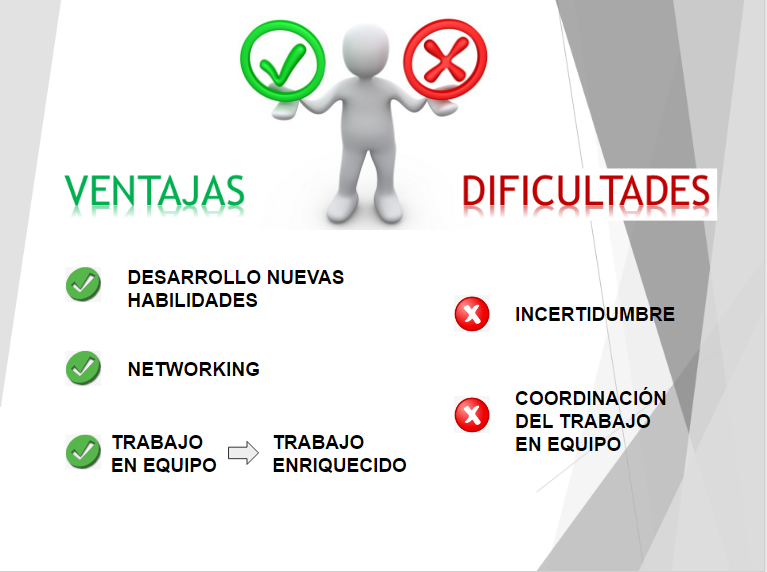 VENTAJAS
DESARROLLO NUEVAS
HABILIDADES
NETWORKING
TRABAJO
EN EQUIPO
TRABAJO
ENRIQUECIDO
DIFICULTADES
INCERTIDUMBRE
COORDINACIÓN
DEL TRABAJO
EN EQUIPO